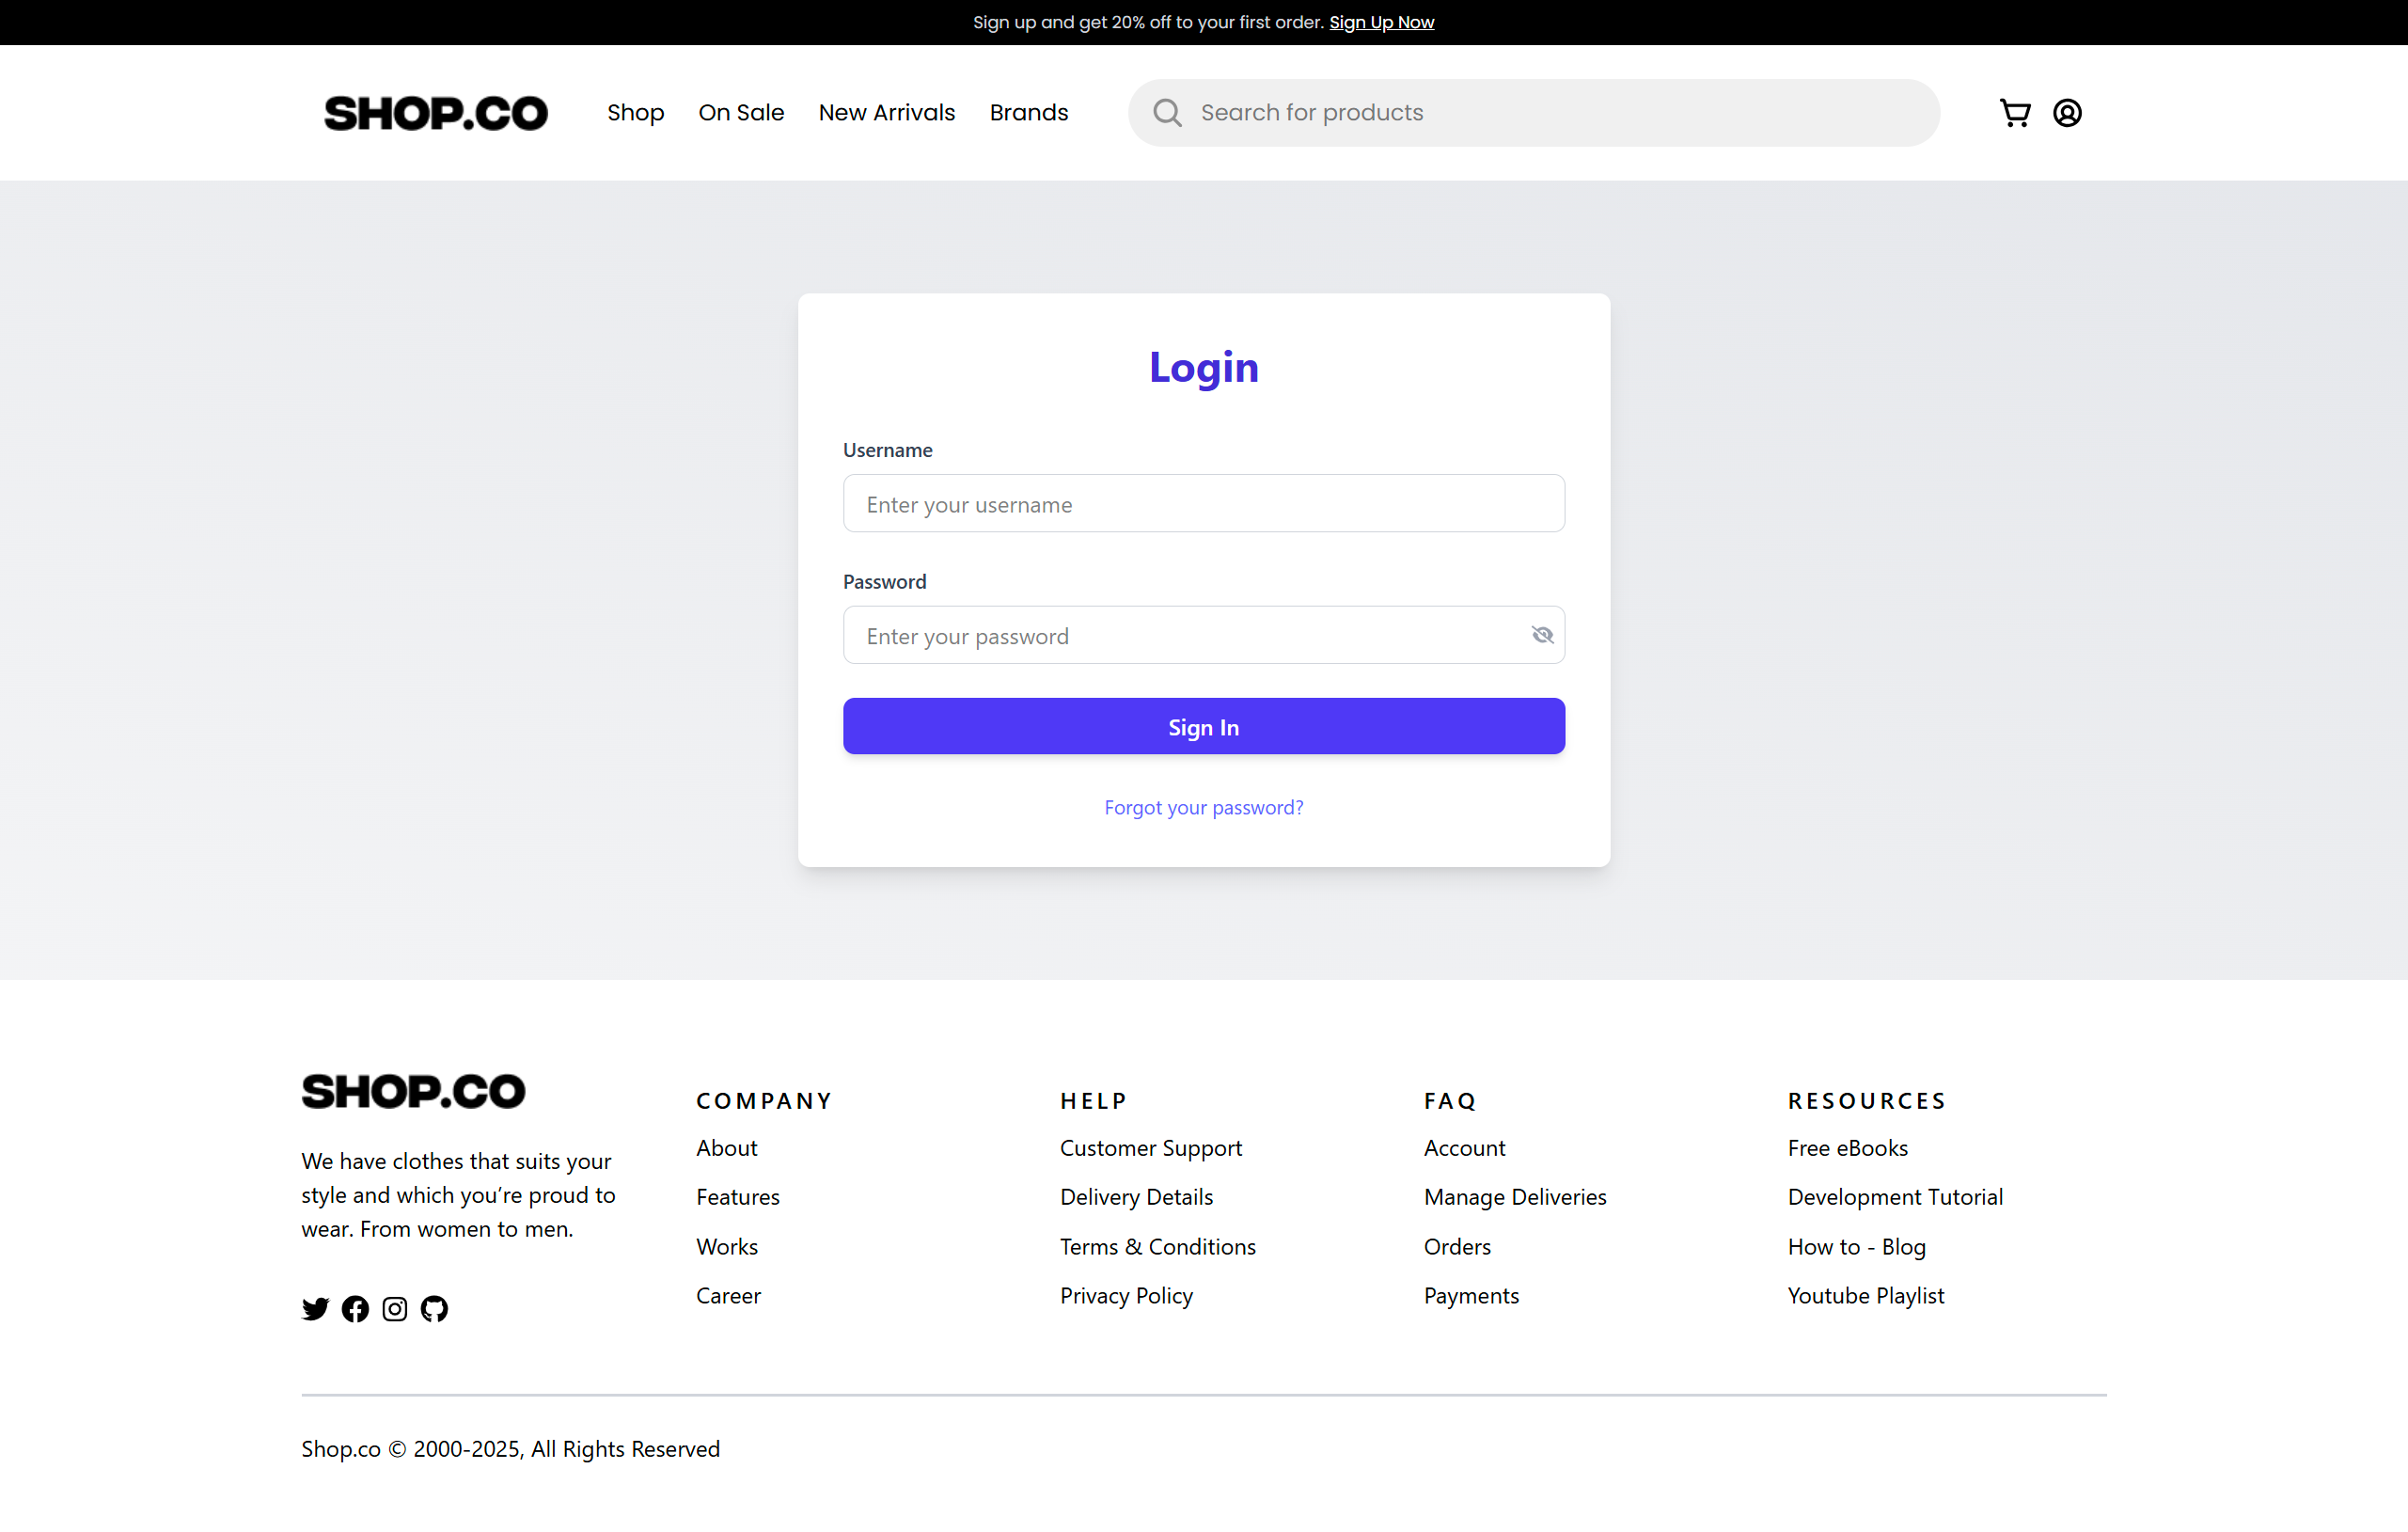 Sign up and get 20% off to your first order. Sign Up Now
SHOP.CO
Shop
On Sale
New Arrivals
Brands
Search for products
Login
Username
Enter your username
Password
Enter your password
Sign In
Forgot your password?
SHOP.CO
We have clothes that suits your
style and which you’re proud to
wear. From women to men.
COMPANY
About
Features
Works
Career
HELP
Customer Support
Delivery Details
Terms & Conditions
Privacy Policy
FAQ
Account
Manage Deliveries
Orders
Payments
RESOURCES
Free eBooks
Development Tutorial
How to - Blog
Youtube Playlist
Shop.co © 2000-2025, All Rights Reserved